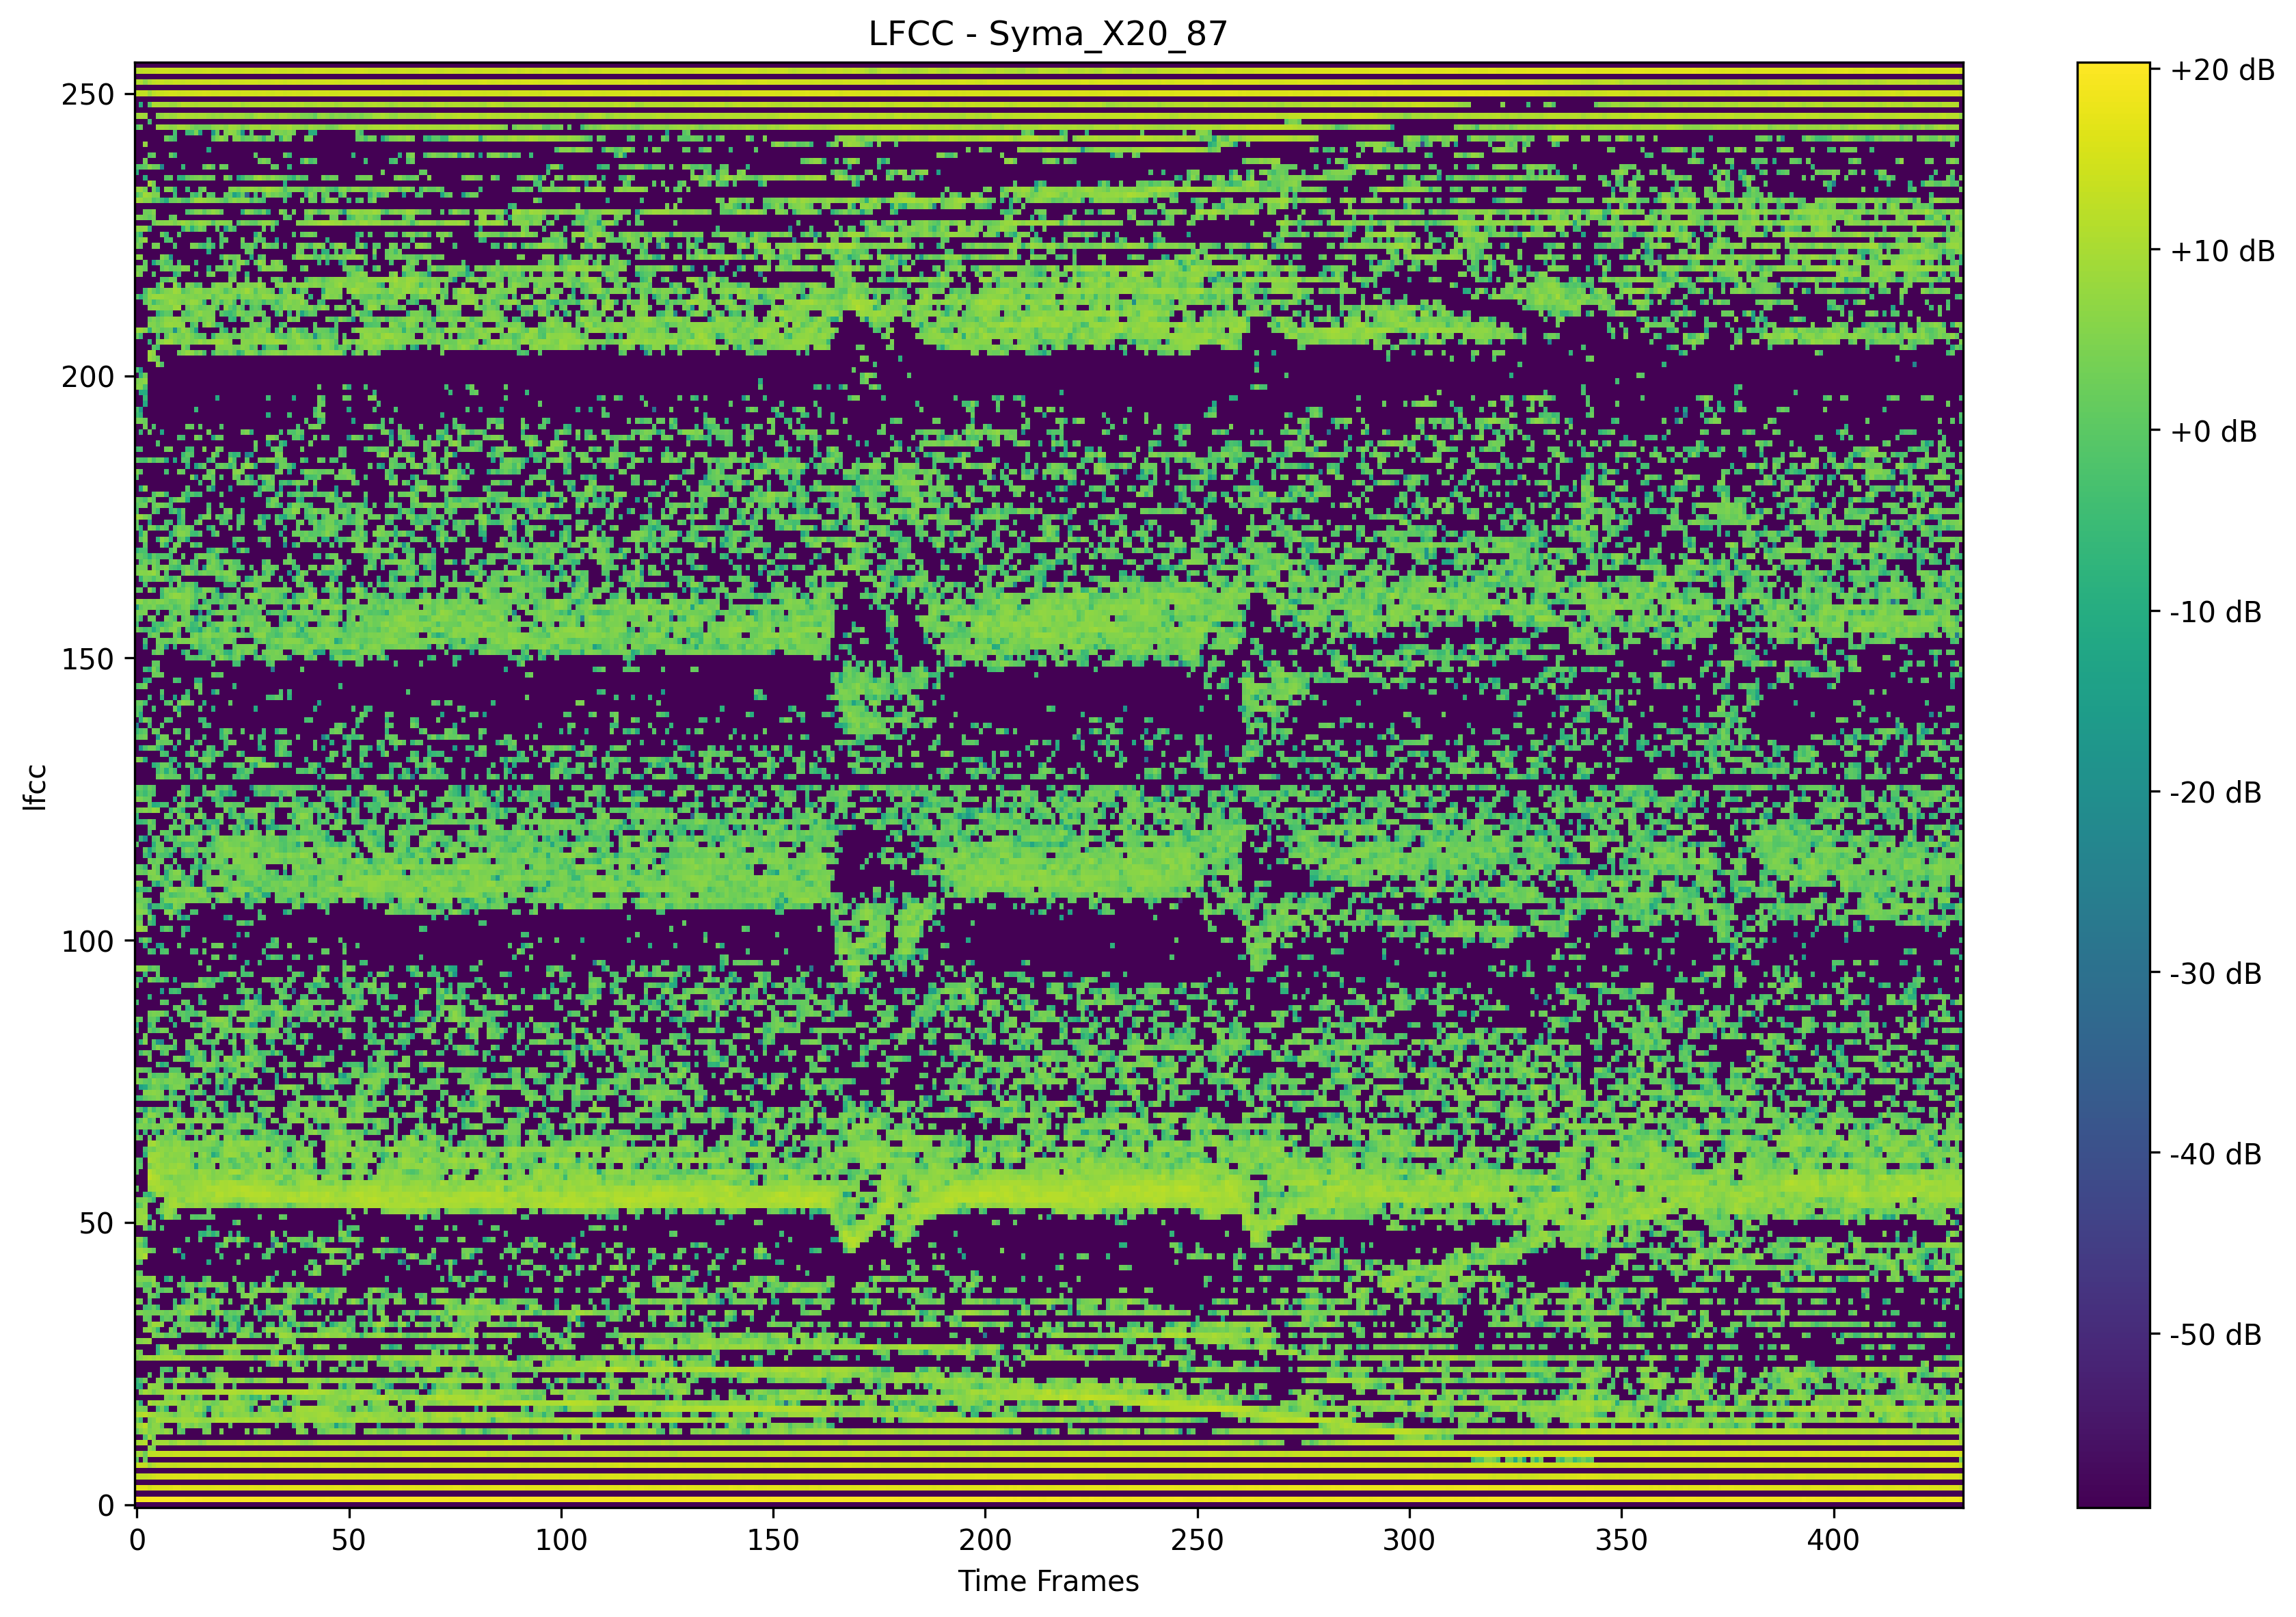 LFCC - Syma_X20_87
250
200
150
100
50
0
lfcc
0 50 100 150 200 250 300 350 400
Time Frames
+20 dB
+10 dB
+0 dB
-10 dB
-20 dB
-30 dB
-40 dB
-50 dB